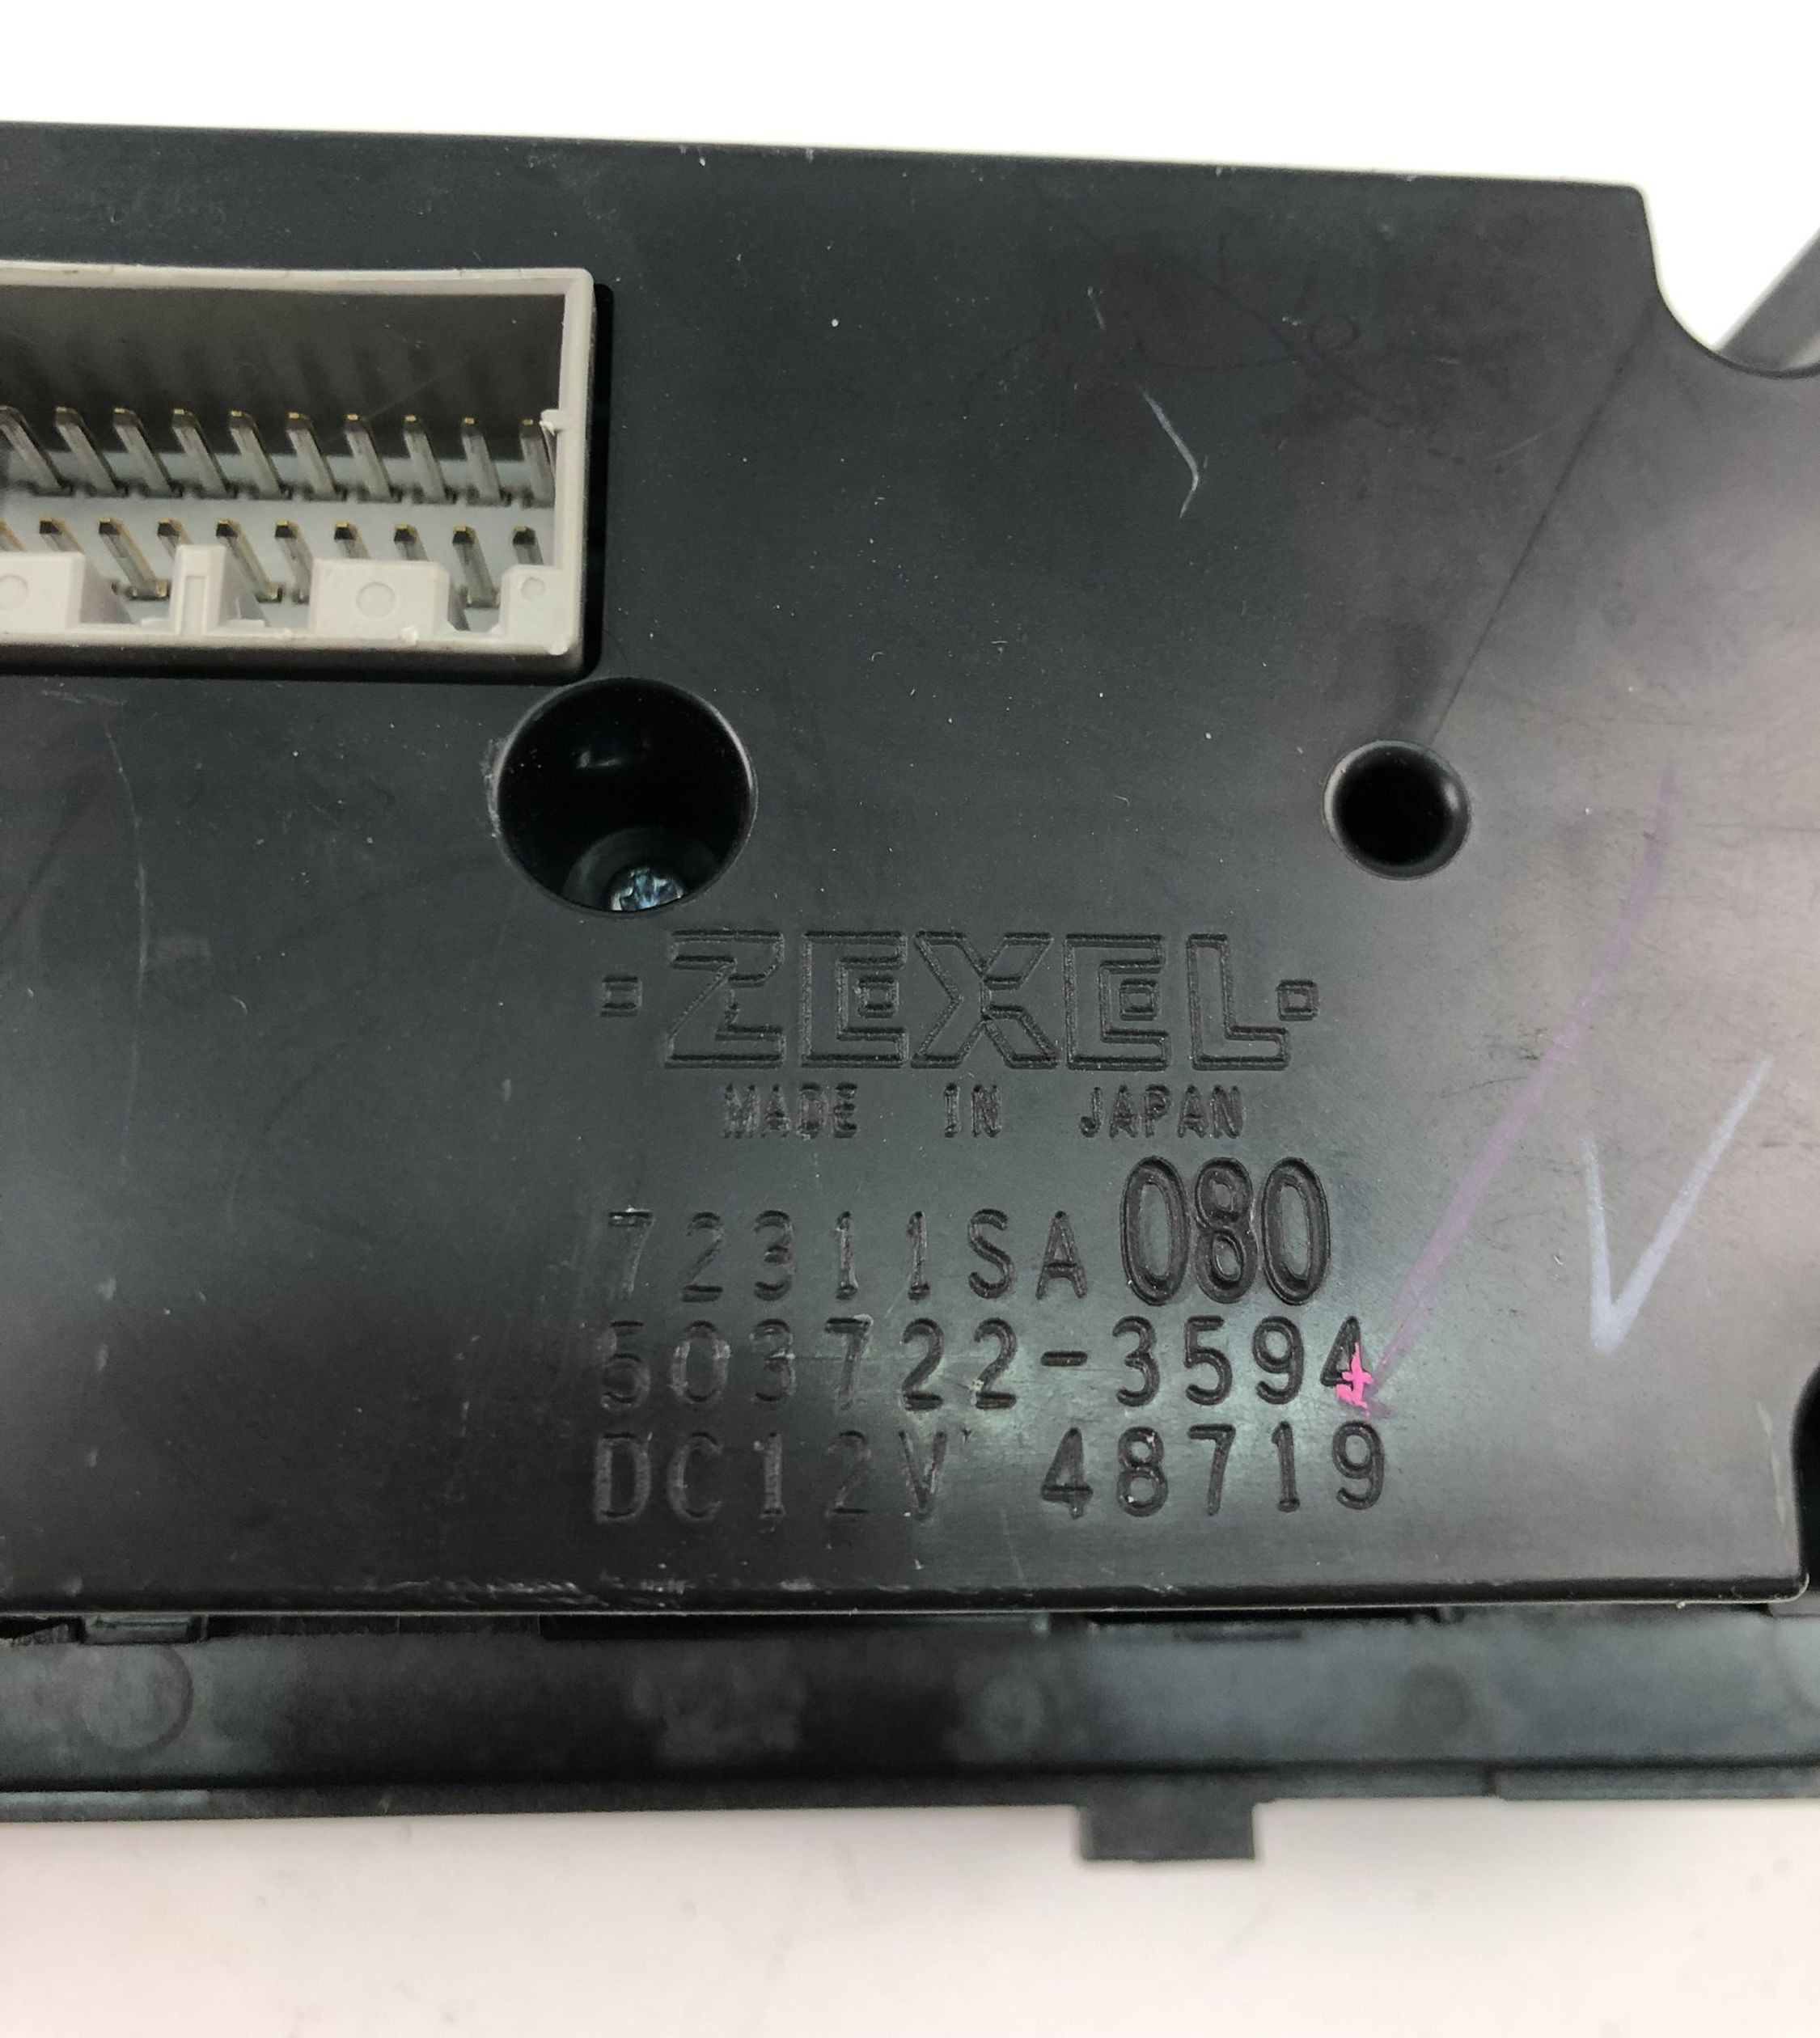 ZEXEL
MADE IN JAPAN
72311SA080
503722-3594
DC12V 48719